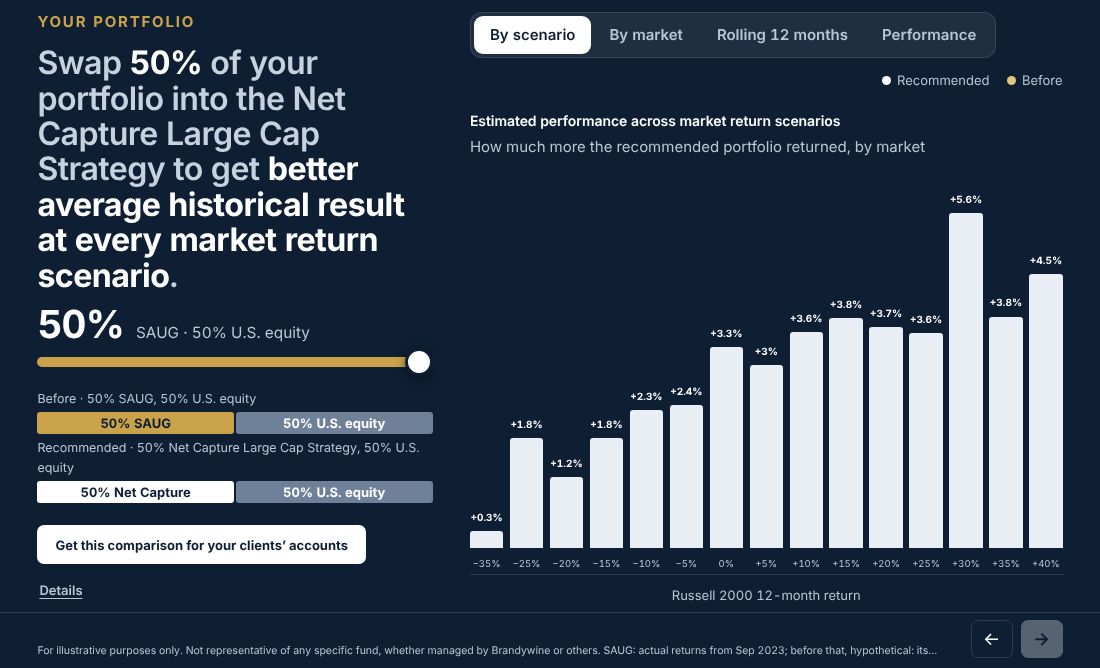 YOUR PORTFOLIO
Swap 50% of your
portfolio into the Net
Capture Large Cap
Strategy to get better
average historical result
at every market return
scenario.
50% SAUG · 50% U.S. equity
Before · 50% SAUG, 50% U.S. equity
50% SAUG 50% U.S. equity
Recommended · 50% Net Capture Large Cap Strategy, 50% U.S.
equity
50% Net Capture 50% U.S. equity
Get this comparison for your clients’ accounts
Details
By scenario By market Rolling 12 months Performance
Recommended Before
Estimated performance across market return scenarios
How much more the recommended portfolio returned, by market
+0.3% +1.8% +1.2% +1.8% +2.3% +2.4% +3.3% +3% +3.6% +3.8% +3.7% +3.6% +5.6% +3.8% +4.5%
−35% −25% −20% −15% −10% −5% 0% +5% +10% +15% +20% +25% +30% +35% +40%
Russell 2000 12-month return
For illustrative purposes only. Not representative of any specific fund, whether managed by Brandywine or others. SAUG: actual returns from Sep 2023; before that, hypothetical: its…